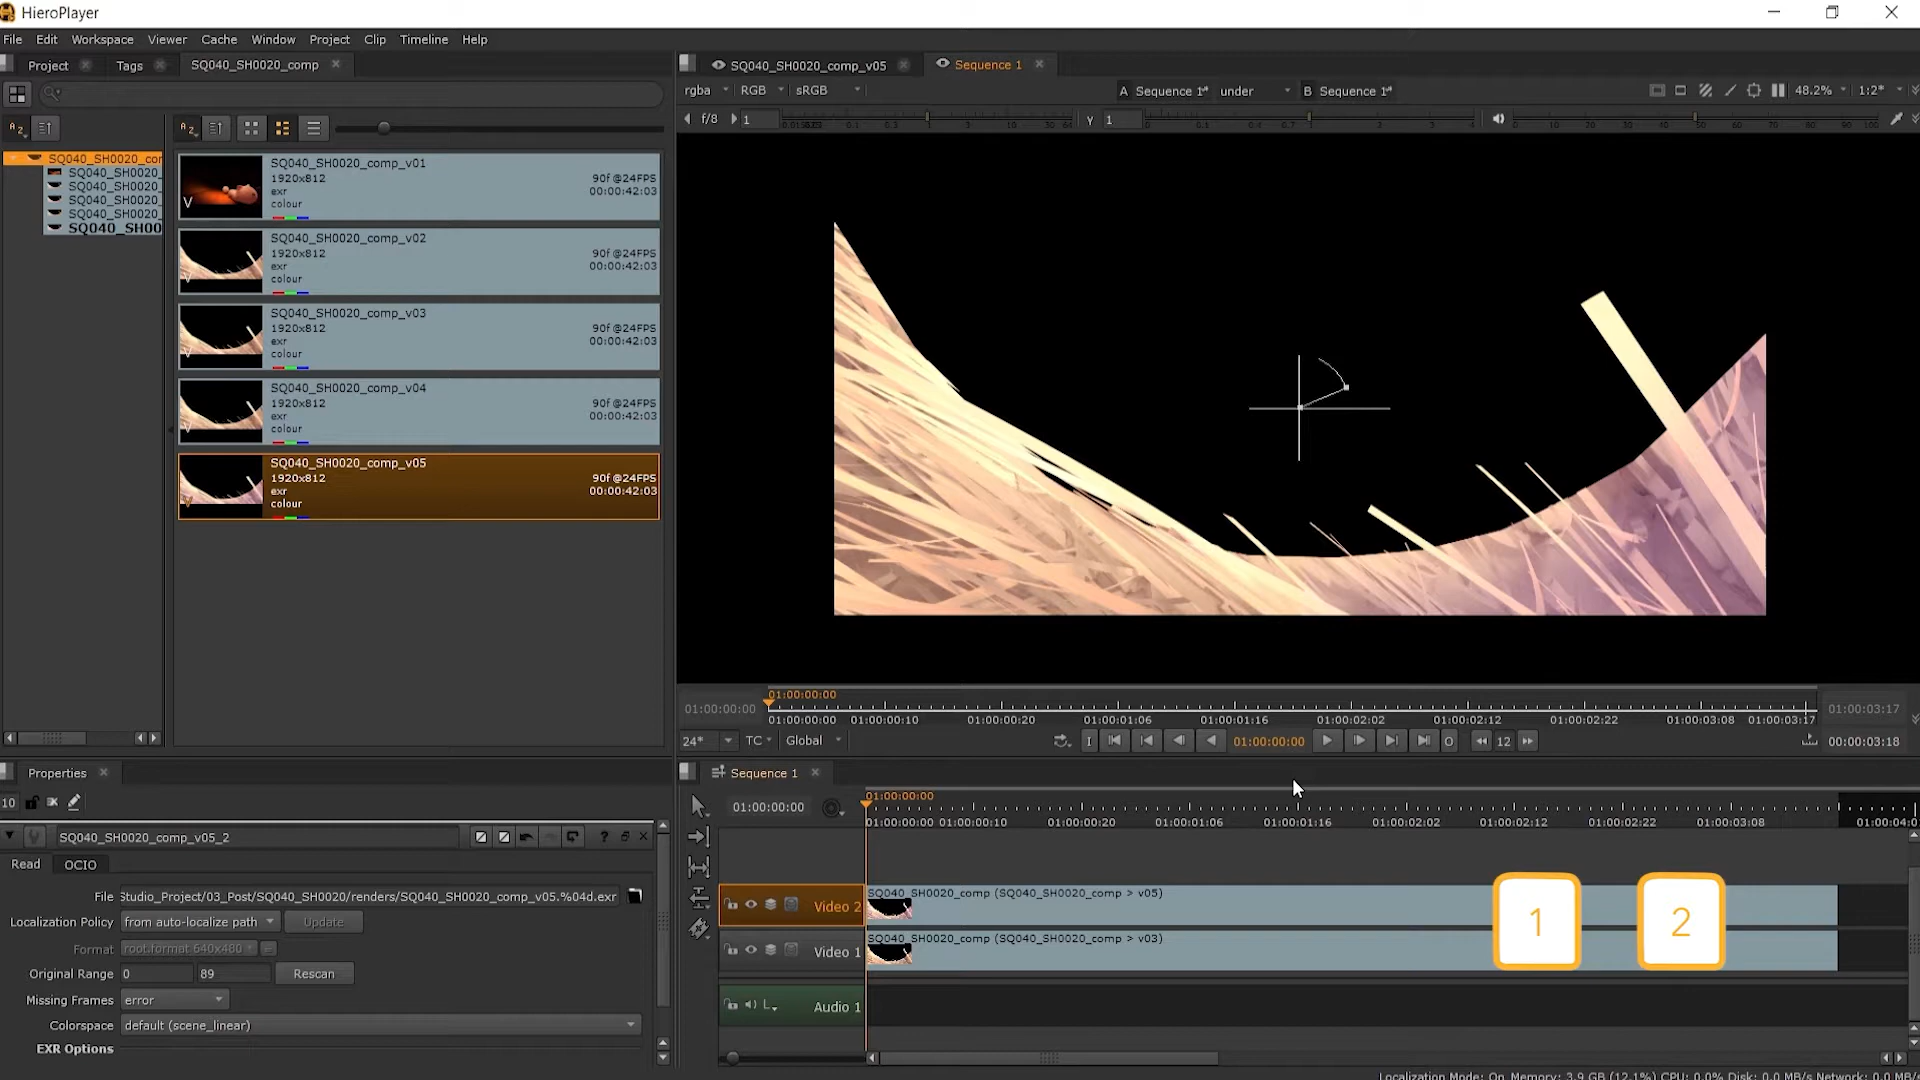 HieroPlayer
File Edit Workspace Viewer Cache Window Project Clip Timeline Help
Project Tags SQ040_SH0020_comp
SQ040_SH0020_comp_v05 Sequence 1
rgba RGB sRGB A Sequence 1* under B Sequence 1* 48.2% 1:2*
f/8 1 γ 1
SQ040_SH0020_cor
SQ040_SH0020_
SQ040_SH0020_
SQ040_SH0020_
SQ040_SH0020_
SQ040_SH00
SQ040_SH0020_comp_v01
1920x812 90f @24FPS
exr 00:00:42:03
colour
V
SQ040_SH0020_comp_v02
1920x812 90f @24FPS
exr 00:00:42:03
colour
V
SQ040_SH0020_comp_v03
1920x812 90f @24FPS
exr 00:00:42:03
colour
V
SQ040_SH0020_comp_v04
1920x812 90f @24FPS
exr 00:00:42:03
colour
V
SQ040_SH0020_comp_v05
1920x812 90f @24FPS
exr 00:00:42:03
colour
V
01:00:00:00
01:00:00:00 01:00:03:17
01:00:00:00 01:00:00:10 01:00:00:20 01:00:01:06 01:00:01:16 01:00:02:02 01:00:02:12 01:00:02:22 01:00:03:08 01:00:03:17
24* TC Global I 01:00:00:00 O 12 00:00:03:18
Properties
10
SQ040_SH0020_comp_v05_2
Read OCIO
File Studio_Project/03_Post/SQ040_SH0020/renders/SQ040_SH0020_comp_v05.%04d.exr
Localization Policy from auto-localize path Update
Format root.format 640x480
Original Range 0 89 Rescan
Missing Frames error
Colorspace default (scene_linear)
EXR Options
Sequence 1
01:00:00:00 01:00:00:00
01:00:00:00 01:00:00:10 01:00:00:20 01:00:01:06 01:00:01:16 01:00:02:02 01:00:02:12 01:00:02:22 01:00:03:08 01:00:04:0
Video 2 SQ040_SH0020_comp (SQ040_SH0020_comp > v05)
Video 1 SQ040_SH0020_comp (SQ040_SH0020_comp > v03)
Audio 1
1 2
Localization Mode: On Memory: 3.9 GB (12.1%) CPU: 0.0% Disk: 0.0 MB/s Network: 0.0 MB/s